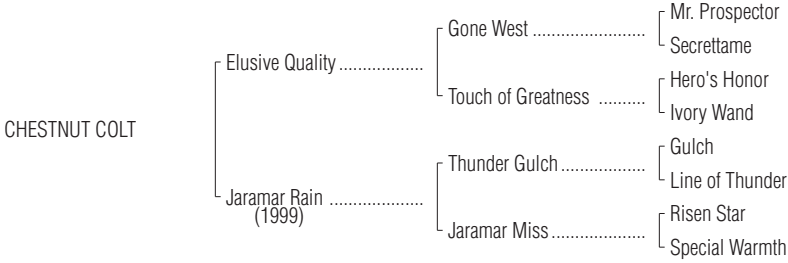 Mr. Prospector
Gone West ........................
Secrettame
Elusive Quality ..................
Hero's Honor
Touch of Greatness ..........
Ivory Wand
CHESTNUT COLT
Gulch
Thunder Gulch ..................
Line of Thunder
Jaramar Rain ....................
(1999)
Risen Star
Jaramar Miss ....................
Special Warmth